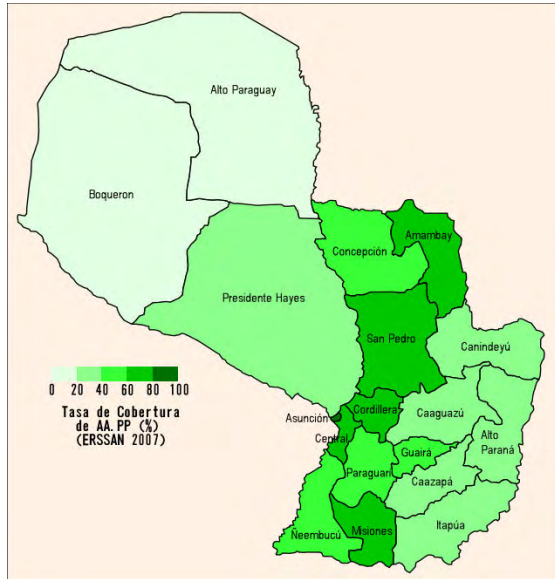 Alto Paraguay
Boqueron
Amambay
Concepción
Presidente Hayes
San Pedro
Canindeyú
0 20 40 60 80 100
Tasa de Cobertura
de AA.PP (%)
(ERSSAN 2007)
Asunción
Cordillera
Caaguazú
Central
Alto
Paraná
Guairá
Paraguarí
Caazapá
Itapúa
Misiones
Ñeembucú